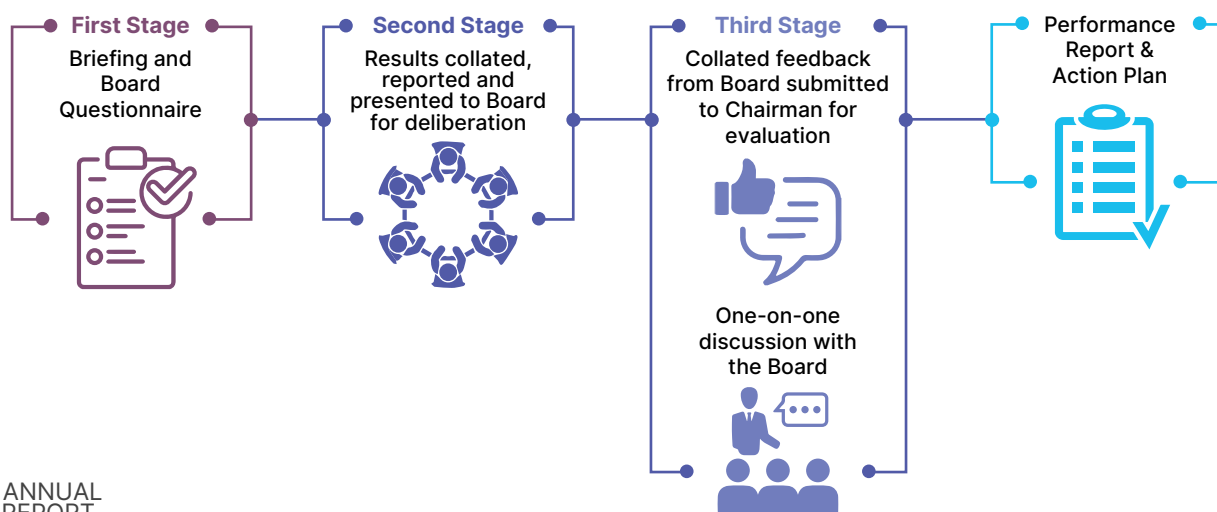 First Stage
Briefing and
Board
Questionnaire
Second Stage
Results collated,
reported and
presented to Board
for deliberation
Third Stage
Collated feedback
from Board submitted
to Chairman for
evaluation
One-on-one
discussion with
the Board
Performance
Report &
Action Plan
ANNUAL
REPORT